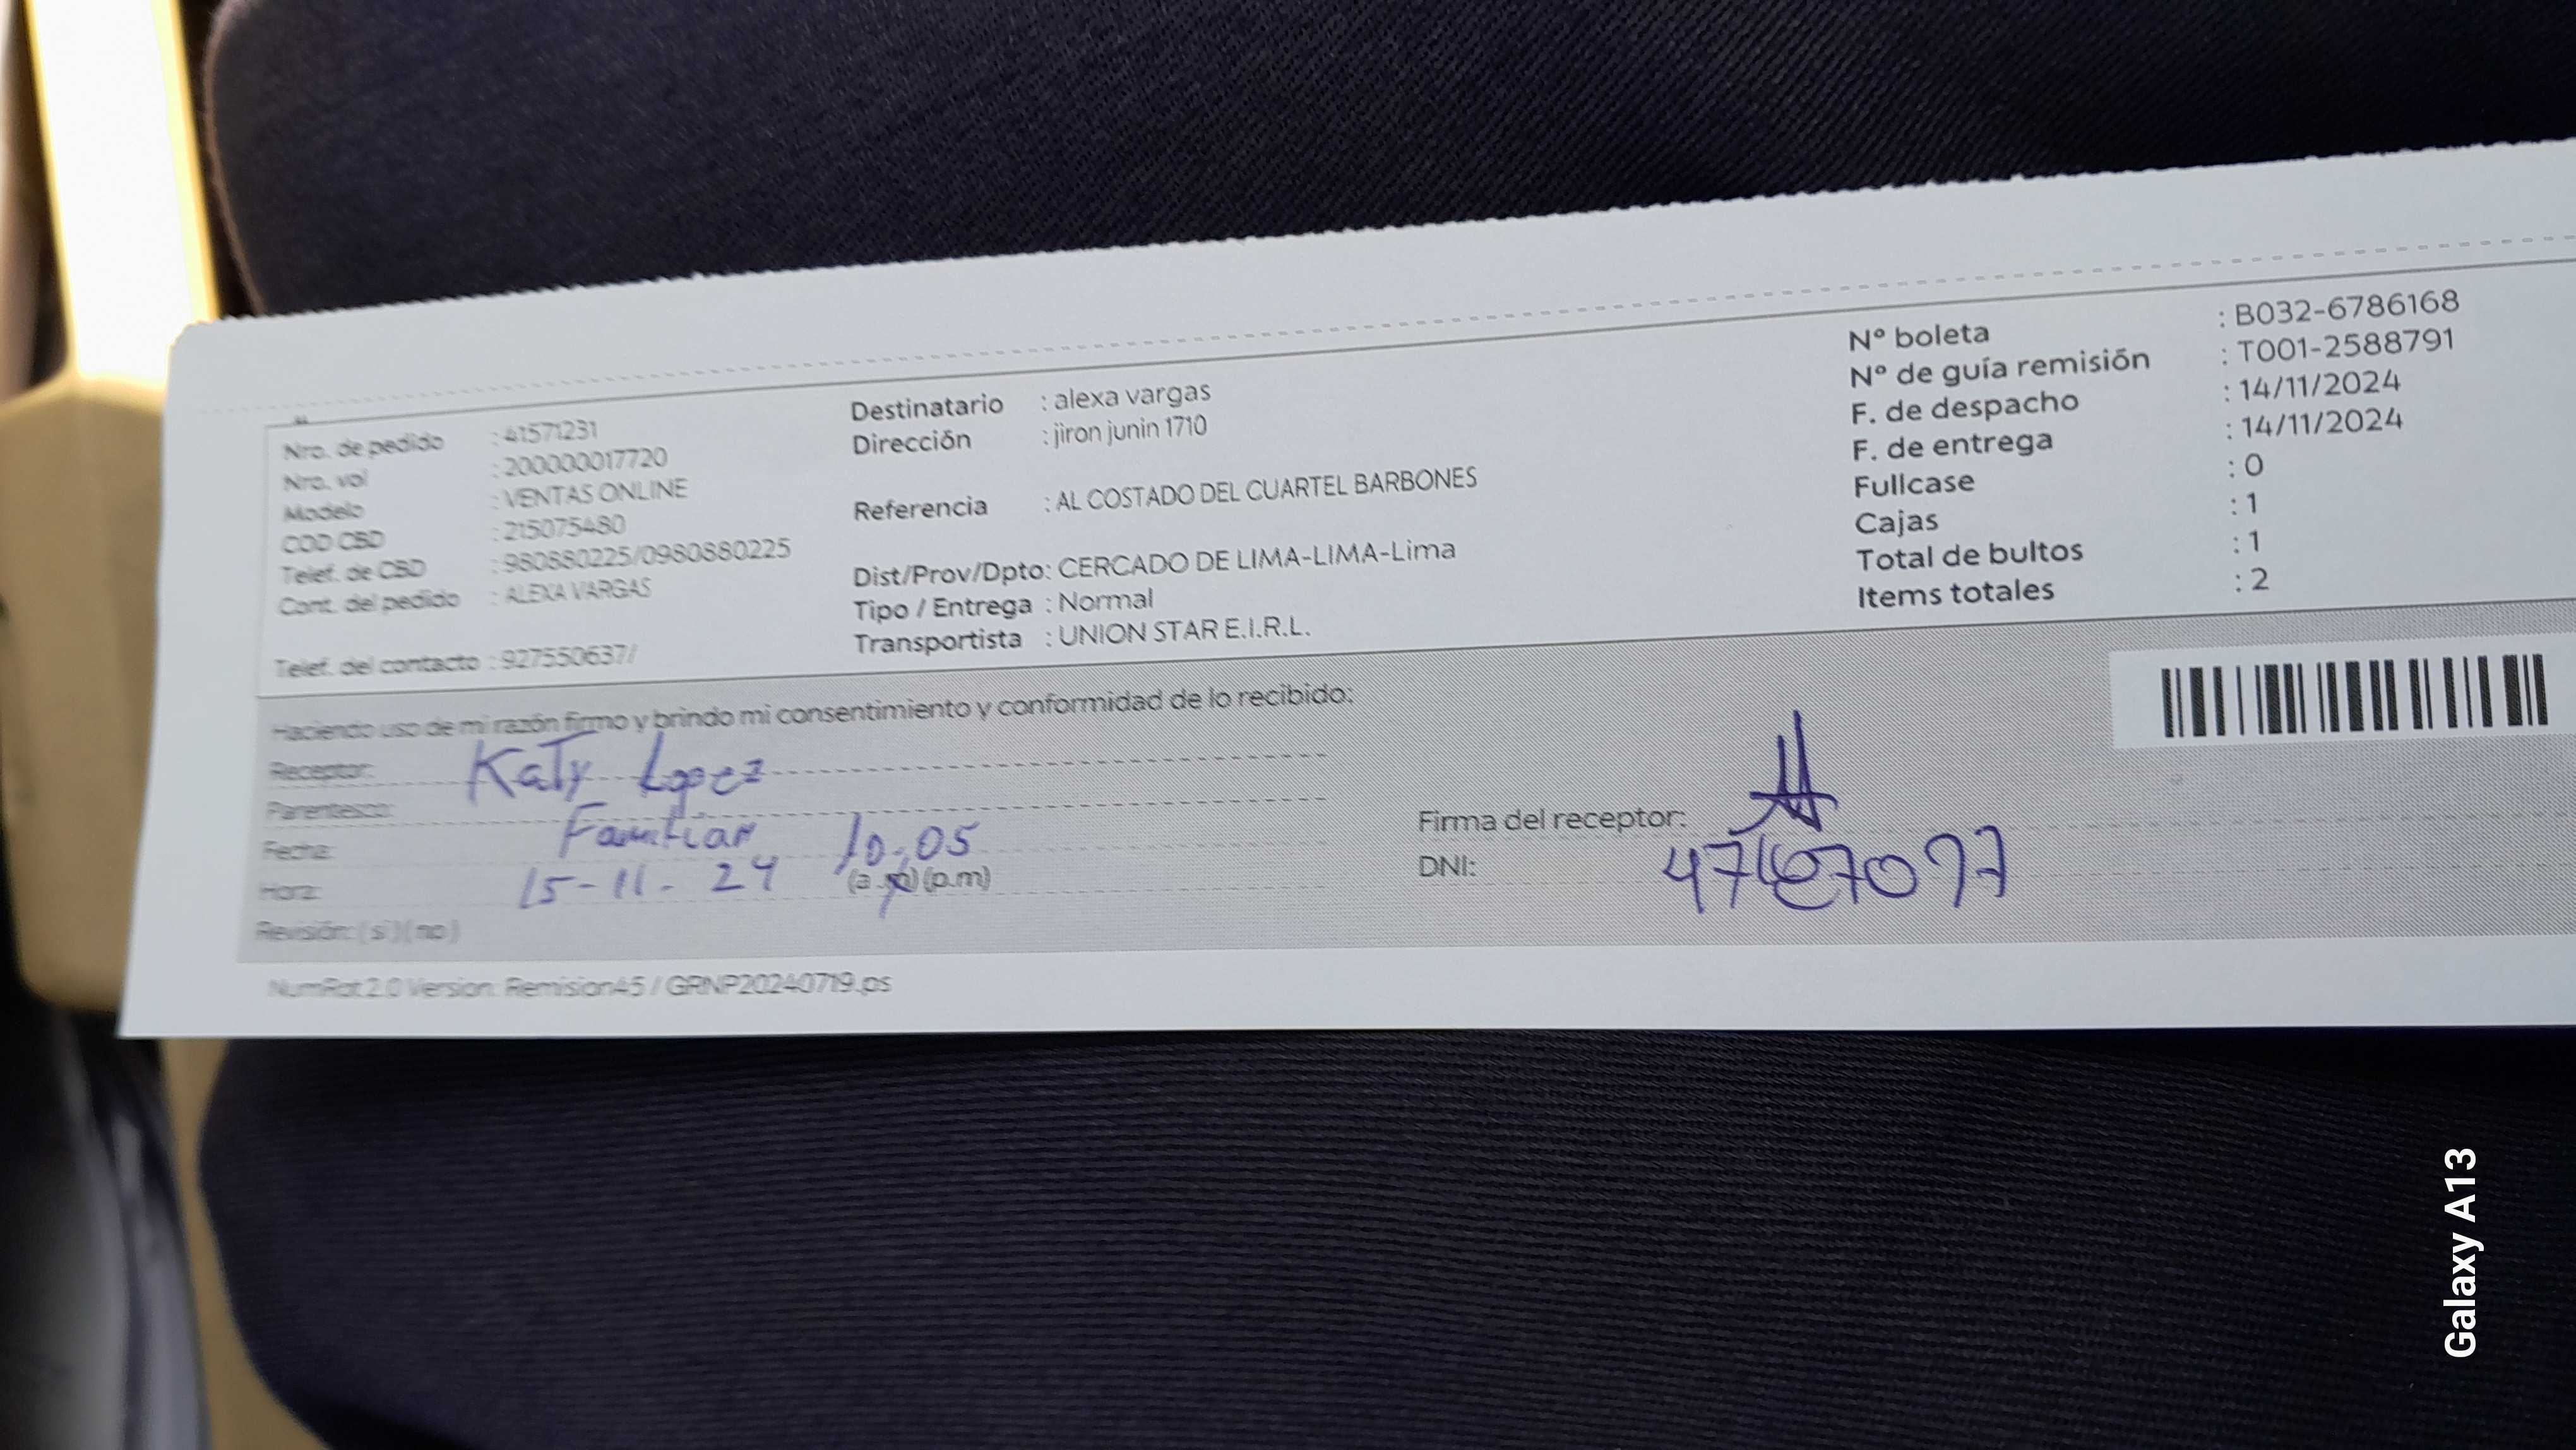 Nro. de pedido : 41571231
Nro. vol : 200000017720
Modelo : VENTAS ONLINE
COD CBD : 215075480
Telef. de CBD : 980880225/0980880225
Cont. del pedido : ALEXA VARGAS
Telef. del contacto : 927550637/
Destinatario : alexa vargas
Dirección : jiron junin 1710
Referencia : AL COSTADO DEL CUARTEL BARBONES
Dist/Prov/Dpto: CERCADO DE LIMA-LIMA-Lima
Tipo / Entrega : Normal
Transportista : UNION STAR E.I.R.L.
Nº boleta : B032-6786168
Nº de guía remisión : T001-2588791
F. de despacho : 14/11/2024
F. de entrega : 14/11/2024
Fullcase : 0
Cajas : 1
Total de bultos : 1
Items totales : 2
Haciendo uso de mi razón firmo y brindo mi consentimiento y conformidad de lo recibido:
Receptor: Katy Lopez
Parentesco: Familiar
Fecha: 10:05
Hora: 15-11-24 (a.m) (p.m)
Revisión: (si) (no)
Firma del receptor:
DNI:
NumRot2.0 Version: Remision45 / GRNP20240719.ps
Galaxy A13